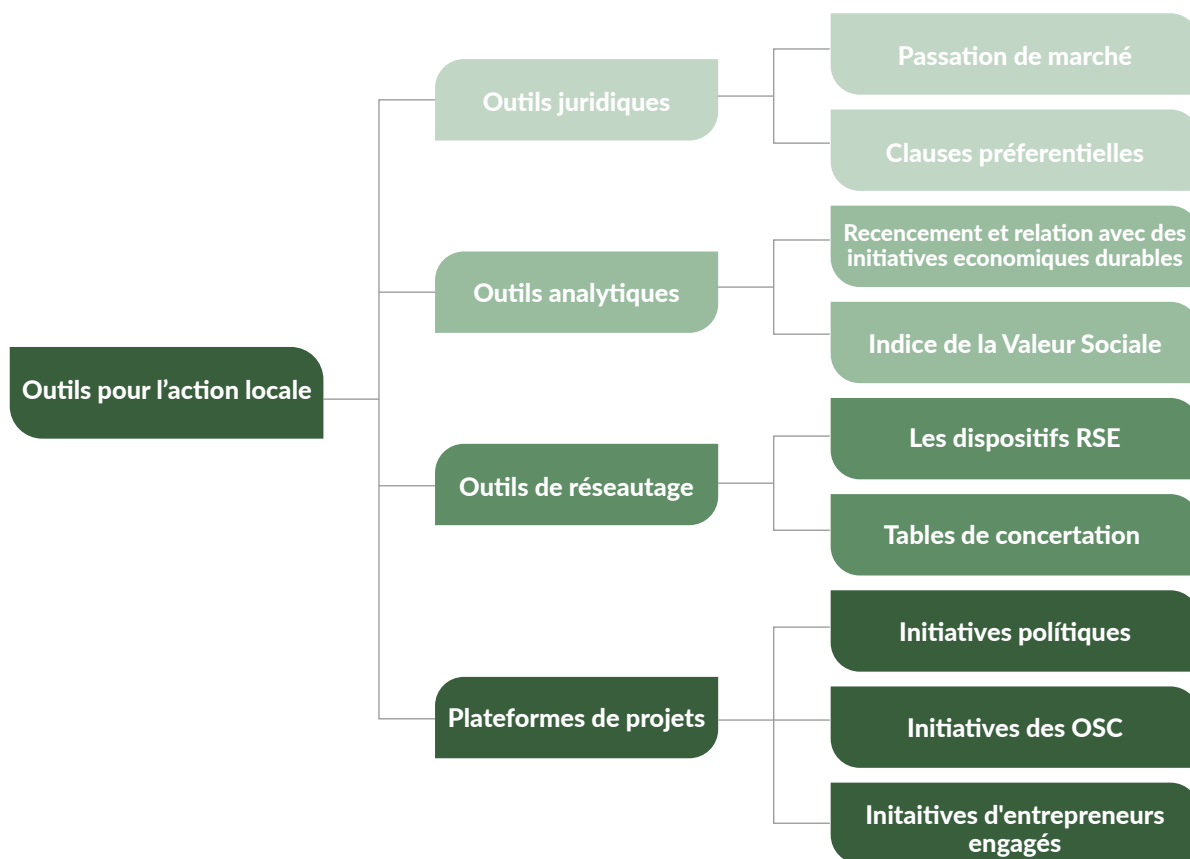 Outils pour l’action locale
Outils juridiques
Passation de marché
Clauses préferentielles
Outils analytiques
Recencement et relation avec des
initiatives economiques durables
Indice de la Valeur Sociale
Outils de réseautage
Les dispositifs RSE
Tables de concertation
Plateformes de projets
Initiatives polítiques
Initiatives des OSC
Initaitives d'entrepreneurs
engagés